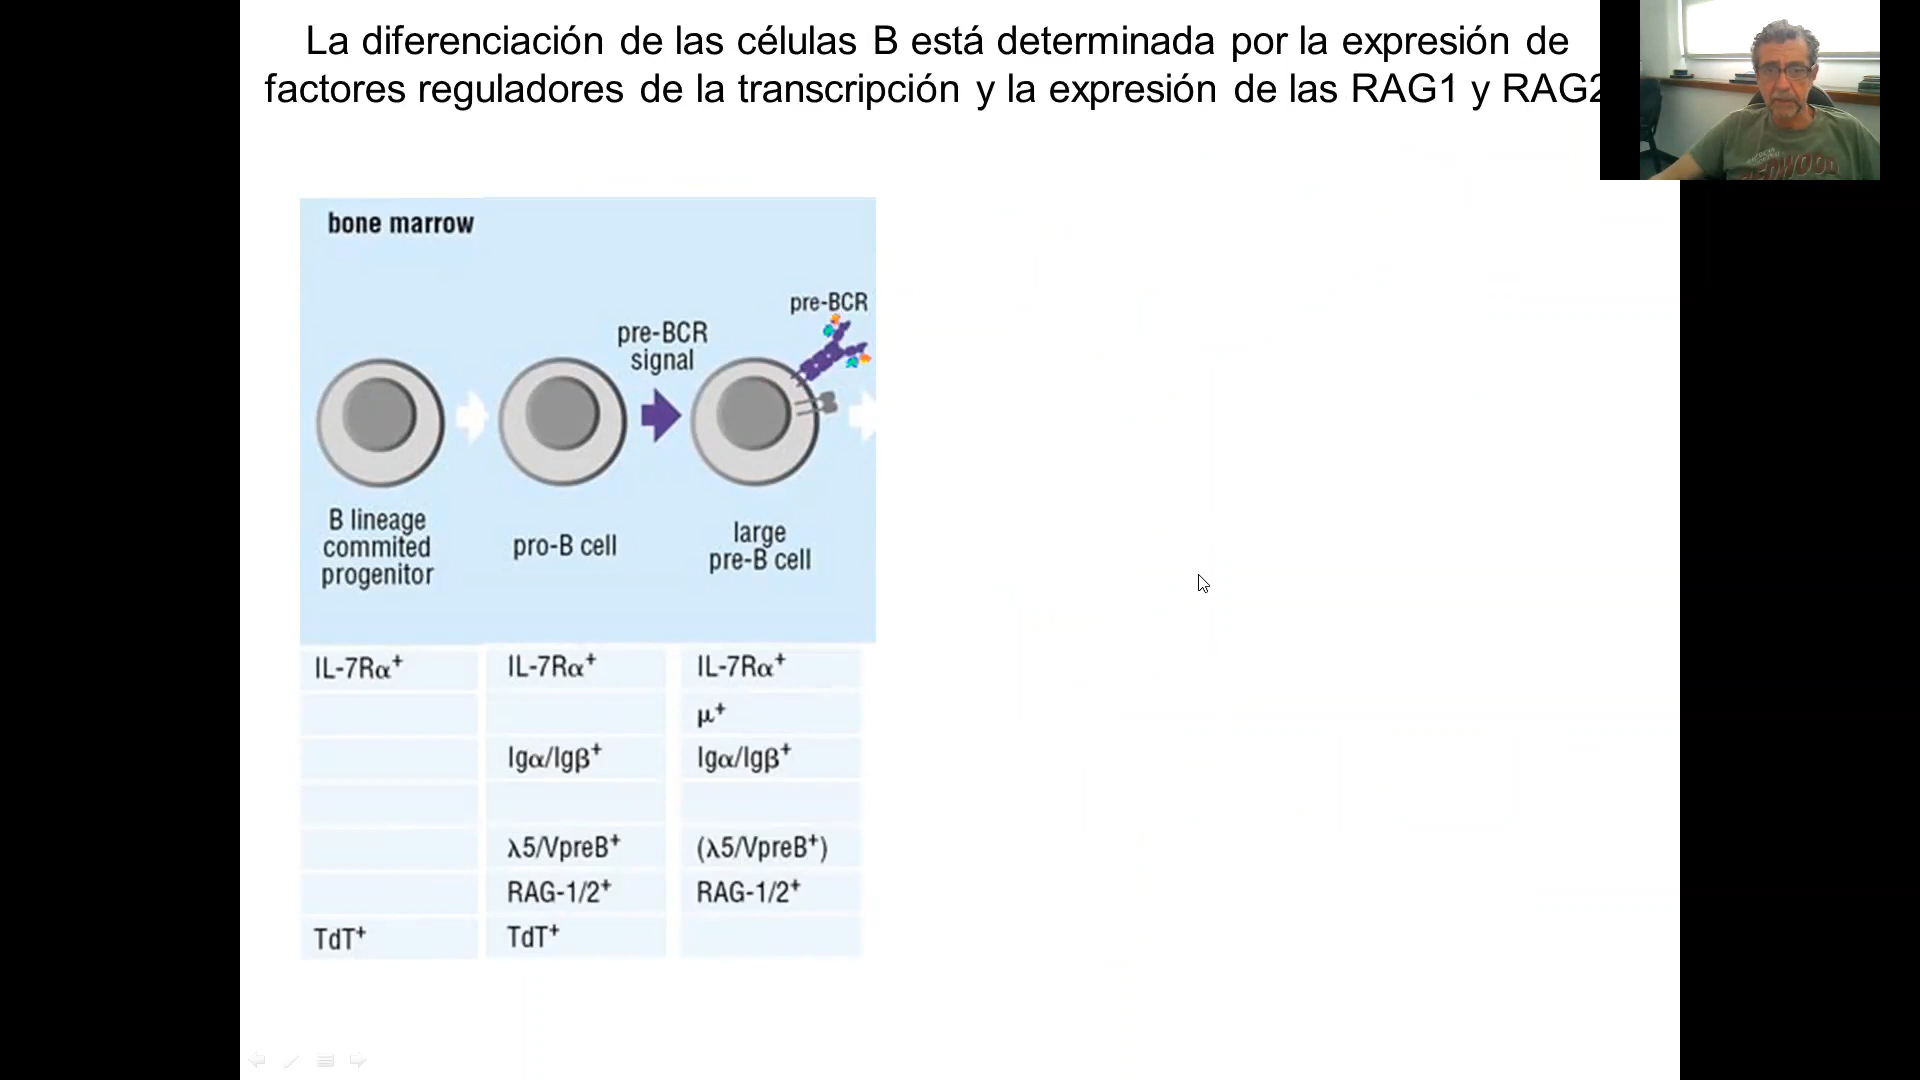 La diferenciación de las células B está determinada por la expresión de
factores reguladores de la transcripción y la expresión de las RAG1 y RAG2
bone marrow
pre-BCR
pre-BCR
signal
B lineage
commited
progenitor
pro-B cell
large
pre-B cell
IL-7Rα⁺ IL-7Rα⁺ IL-7Rα⁺
μ⁺
Igα/Igβ⁺ Igα/Igβ⁺
λ5/VpreB⁺ (λ5/VpreB⁺)
RAG-1/2⁺ RAG-1/2⁺
TdT⁺ TdT⁺
REDWOOD